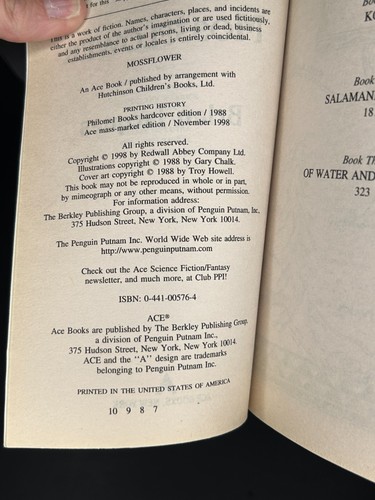 t for this
This is a work of fiction. Names, characters, places, and incidents are
either the product of the author's imagination or are used fictitiously,
and any resemblance to actual persons, living or dead, business
establishments, events or locales is entirely coincidental.
MOSSFLOWER
An Ace Book / published by arrangement with
Hutchinson Children's Books, Ltd.
PRINTING HISTORY
Philomel Books hardcover edition / 1988
Ace mass-market edition / November 1998
All rights reserved.
Copyright © 1998 by Redwall Abbey Company Ltd.
Illustrations copyright © 1988 by Gary Chalk.
Cover art copyright © 1988 by Troy Howell.
This book may not be reproduced in whole or in part,
by mimeograph or any other means, without permission.
For information address:
The Berkley Publishing Group, a division of Penguin Putnam, Inc.
375 Hudson Street, New York, New York 10014.
The Penguin Putnam Inc. World Wide Web site address is
http://www.penguinputnam.com
Check out the Ace Science Fiction/Fantasy
newsletter, and much more, at Club PPI!
ISBN: 0-441-00576-4
ACE®
Ace Books are published by The Berkley Publishing Group,
a division of Penguin Putnam Inc.,
375 Hudson Street, New York, New York 10014.
ACE and the "A" design are trademarks
belonging to Penguin Putnam Inc.
PRINTED IN THE UNITED STATES OF AMERICA
10 9 8 7
Bo
KO
Book
SALAMAN
18
Book Th
OF WATER AND
323